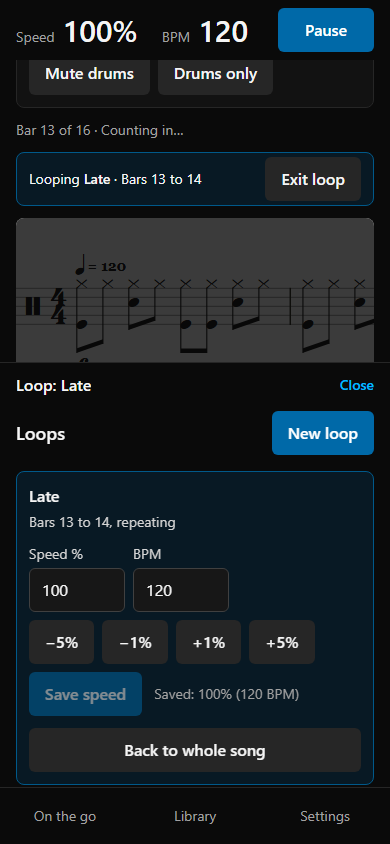 Speed 100% BPM 120 Pause
Mute drums Drums only
Bar 13 of 16 · Counting in...
Looping Late · Bars 13 to 14 Exit loop
= 120
4
4
Loop: Late Close
Loops New loop
Late
Bars 13 to 14, repeating
Speed % BPM
100 120
−5% −1% +1% +5%
Save speed Saved: 100% (120 BPM)
Back to whole song
On the go Library Settings